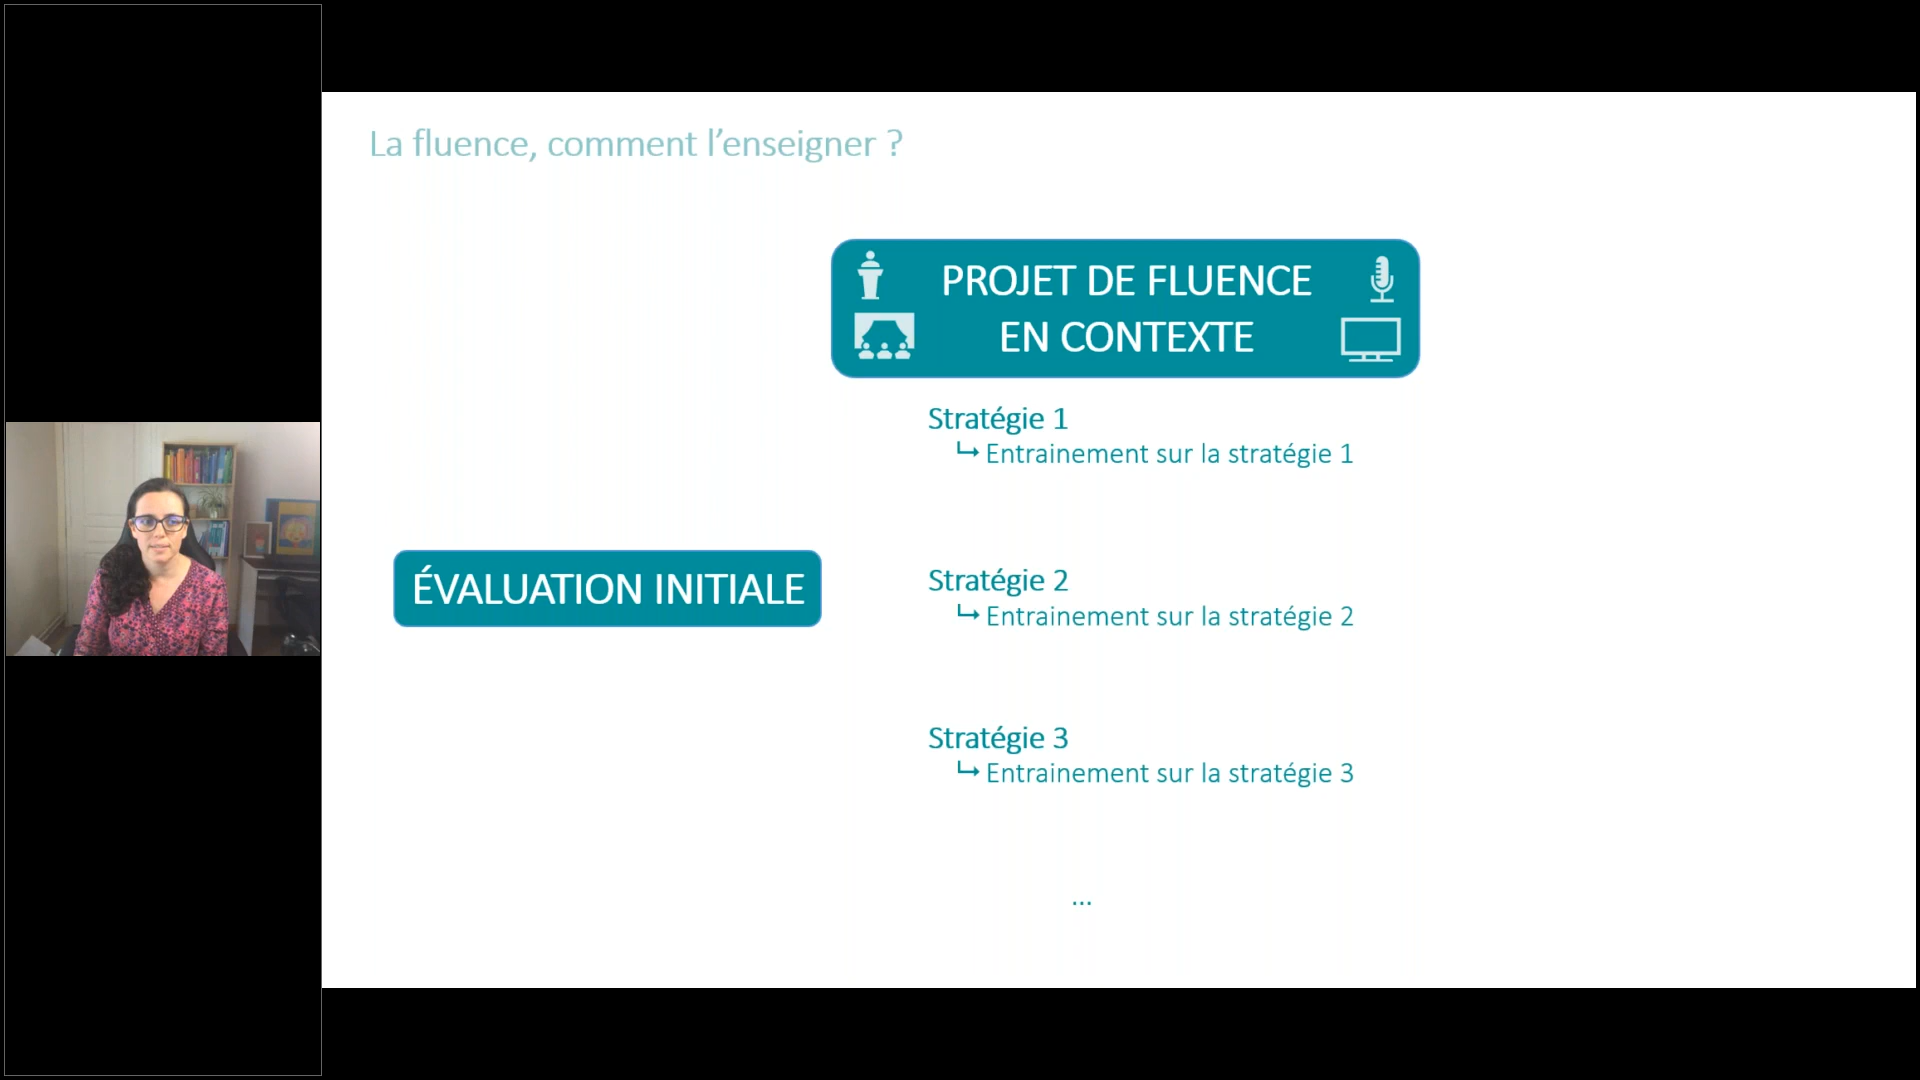 La fluence, comment l’enseigner ?
PROJET DE FLUENCE
EN CONTEXTE
Stratégie 1
Entrainement sur la stratégie 1
ÉVALUATION INITIALE
Stratégie 2
Entrainement sur la stratégie 2
Stratégie 3
Entrainement sur la stratégie 3
...